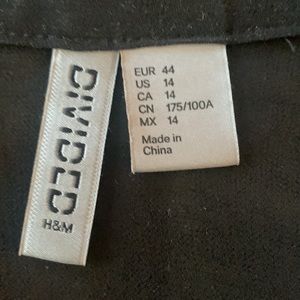 DIVIDED
H&M
EUR 44
US 14
CA 14
CN 175/100A
MX 14
Made in
China